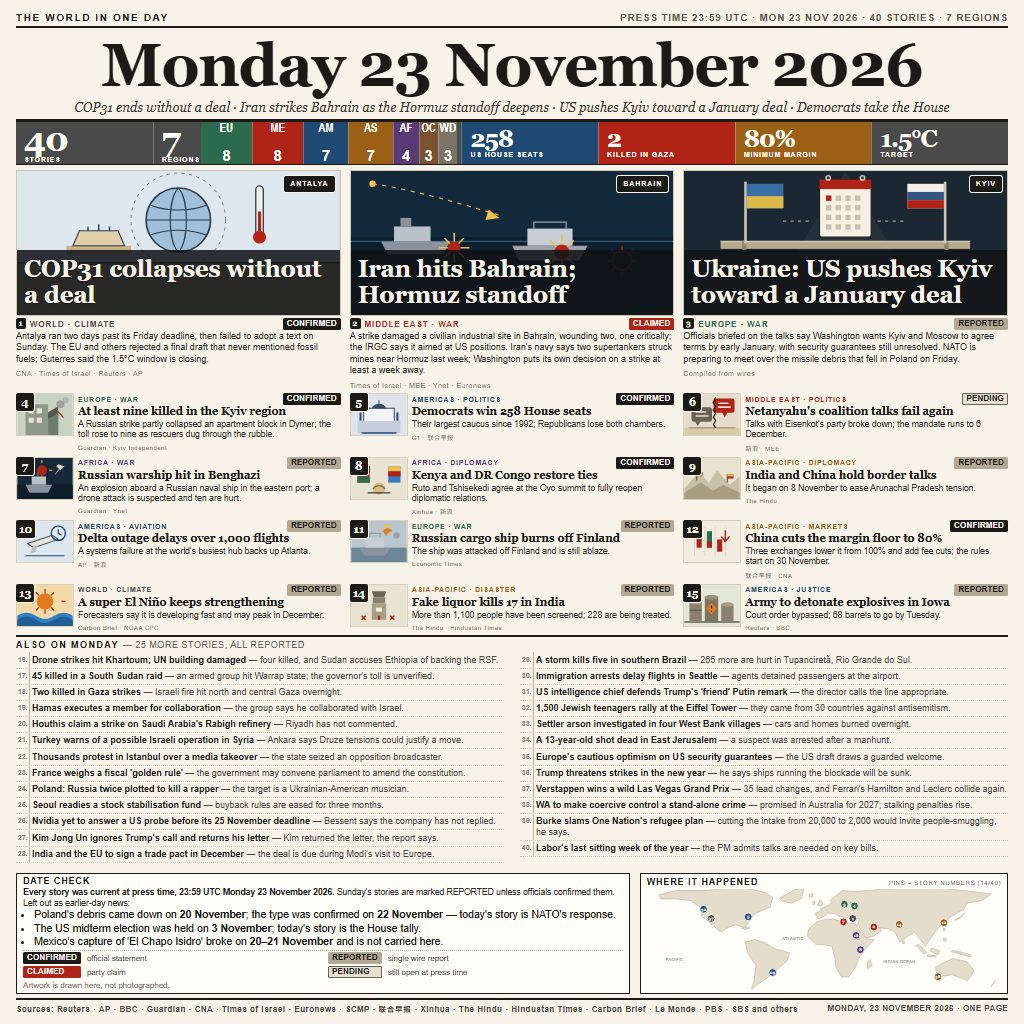 THE WORLD IN ONE DAY
PRESS TIME 23:59 UTC · MON 23 NOV 2026 · 40 STORIES · 7 REGIONS
Monday 23 November 2026
COP31 ends without a deal · Iran strikes Bahrain as the Hormuz standoff deepens · US pushes Kyiv toward a January deal · Democrats take the House
40
STORIES
7
REGIONS
EU
8
ME
8
AM
7
AS
7
AF
4
OC
3
WD
3
258
US HOUSE SEATS
2
KILLED IN GAZA
80%
MINIMUM MARGIN
1.5°C
TARGET
ANTALYA
COP31 collapses without
a deal
1 WORLD · CLIMATE
CONFIRMED
Antalya ran two days past its Friday deadline, then failed to adopt a text on
Sunday. The EU and others rejected a final draft that never mentioned fossil
fuels; Guterres said the 1.5°C window is closing.
CNA · Times of Israel · Reuters · AP
BAHRAIN
Iran hits Bahrain;
Hormuz standoff
2 MIDDLE EAST · WAR
CLAIMED
A strike damaged a civilian industrial site in Bahrain, wounding two, one critically;
the IRGC says it aimed at US positions. Iran's navy says two supertankers struck
mines near Hormuz last week; Washington puts its own decision on a strike at
least a week away.
Times of Israel · MEE · Ynet · Euronews
KYIV
Ukraine: US pushes Kyiv
toward a January deal
3 EUROPE · WAR
REPORTED
Officials briefed on the talks say Washington wants Kyiv and Moscow to agree
terms by early January, with security guarantees still unresolved. NATO is
preparing to meet over the missile debris that fell in Poland on Friday.
Compiled from wires
4
EUROPE · WAR
CONFIRMED
At least nine killed in the Kyiv region
A Russian strike partly collapsed an apartment block in Dymer; the
toll rose to nine as rescuers dug through the rubble.
Guardian · Kyiv Independent
5
AMERICAS · POLITICS
CONFIRMED
Democrats win 258 House seats
Their largest caucus since 1992; Republicans lose both chambers.
G1 · 联合早报
6
MIDDLE EAST · POLITICS
PENDING
Netanyahu's coalition talks fail again
Talks with Eisenkot's party broke down; the mandate runs to 6
December.
新浪 · MEE
7
AFRICA · WAR
REPORTED
Russian warship hit in Benghazi
An explosion aboard a Russian naval ship in the eastern port; a
drone attack is suspected and ten are hurt.
Guardian · Ynet
8
AFRICA · DIPLOMACY
CONFIRMED
Kenya and DR Congo restore ties
Ruto and Tshisekedi agree at the Oyo summit to fully reopen
diplomatic relations.
Xinhua · 新浪
9
ASIA-PACIFIC · DIPLOMACY
REPORTED
India and China hold border talks
It began on 8 November to ease Arunachal Pradesh tension.
The Hindu
10
AMERICAS · AVIATION
REPORTED
Delta outage delays over 1,000 flights
A systems failure at the world's busiest hub backs up Atlanta.
AP · 新浪
11
EUROPE · WAR
REPORTED
Russian cargo ship burns off Finland
The ship was attacked off Finland and is still ablaze.
Economic Times
12
ASIA-PACIFIC · MARKETS
CONFIRMED
China cuts the margin floor to 80%
Three exchanges lower it from 100% and add fee cuts; the rules
start on 30 November.
联合早报 · CNA
13
WORLD · CLIMATE
REPORTED
A super El Niño keeps strengthening
Forecasters say it is developing fast and may peak in December.
Carbon Brief · NOAA CPC
14
ASIA-PACIFIC · DISASTER
REPORTED
Fake liquor kills 17 in India
More than 1,100 people have been screened; 228 are being treated.
The Hindu · Hindustan Times
15
AMERICAS · JUSTICE
REPORTED
Army to detonate explosives in Iowa
Court order bypassed; 68 barrels to go by Tuesday.
Reuters · BBC
ALSO ON MONDAY — 25 MORE STORIES, ALL REPORTED
16. Drone strikes hit Khartoum; UN building damaged — four killed, and Sudan accuses Ethiopia of backing the RSF.
17. 45 killed in a South Sudan raid — an armed group hit Warrap state; the governor's toll is unverified.
18. Two killed in Gaza strikes — Israeli fire hit north and central Gaza overnight.
19. Hamas executes a member for collaboration — the group says he collaborated with Israel.
20. Houthis claim a strike on Saudi Arabia's Rabigh refinery — Riyadh has not commented.
21. Turkey warns of a possible Israeli operation in Syria — Ankara says Druze tensions could justify a move.
22. Thousands protest in Istanbul over a media takeover — the state seized an opposition broadcaster.
23. France weighs a fiscal 'golden rule' — the government may convene parliament to amend the constitution.
24. Poland: Russia twice plotted to kill a rapper — the target is a Ukrainian-American musician.
25. Seoul readies a stock stabilisation fund — buyback rules are eased for three months.
26. Nvidia yet to answer a US probe before its 25 November deadline — Bessent says the company has not replied.
27. Kim Jong Un ignores Trump's call and returns his letter — Kim returned the letter, the report says.
28. India and the EU to sign a trade pact in December — the deal is due during Modi's visit to Europe.
29. A storm kills five in southern Brazil — 265 more are hurt in Tupanciretã, Rio Grande do Sul.
30. Immigration arrests delay flights in Seattle — agents detained passengers at the airport.
31. US intelligence chief defends Trump's 'friend' Putin remark — the director calls the line appropriate.
32. 1,500 Jewish teenagers rally at the Eiffel Tower — they came from 30 countries against antisemitism.
33. Settler arson investigated in four West Bank villages — cars and homes burned overnight.
34. A 13-year-old shot dead in East Jerusalem — a suspect was arrested after a manhunt.
35. Europe's cautious optimism on US security guarantees — the US draft draws a guarded welcome.
36. Trump threatens strikes in the new year — he says ships running the blockade will be sunk.
37. Verstappen wins a wild Las Vegas Grand Prix — 35 lead changes, and Ferrari's Hamilton and Leclerc collide again.
38. WA to make coercive control a stand-alone crime — promised in Australia for 2027; stalking penalties rise.
39. Burke slams One Nation's refugee plan — cutting the intake from 20,000 to 2,000 would invite people-smuggling,
he says.
40. Labor's last sitting week of the year — the PM admits talks are needed on key bills.
DATE CHECK
Every story was current at press time, 23:59 UTC Monday 23 November 2026. Sunday's stories are marked REPORTED unless officials confirmed them.
Left out as earlier-day news:
• Poland's debris came down on 20 November; the type was confirmed on 22 November — today's story is NATO's response.
• The US midterm election was held on 3 November; today's story is the House tally.
• Mexico's capture of 'El Chapo Isidro' broke on 20–21 November and is not carried here.
CONFIRMED official statement
REPORTED single wire report
CLAIMED party claim
PENDING still open at press time
Artwork is drawn here, not photographed.
WHERE IT HAPPENED
PINS = STORY NUMBERS (14/40)
ATLANTIC
PACIFIC
INDIAN OCEAN
Sources: Reuters · AP · BBC · Guardian · CNA · Times of Israel · Euronews · SCMP · 联合早报 · Xinhua · The Hindu · Hindustan Times · Carbon Brief · Le Monde · PBS · SBS and others
MONDAY, 23 NOVEMBER 2026 · ONE PAGE